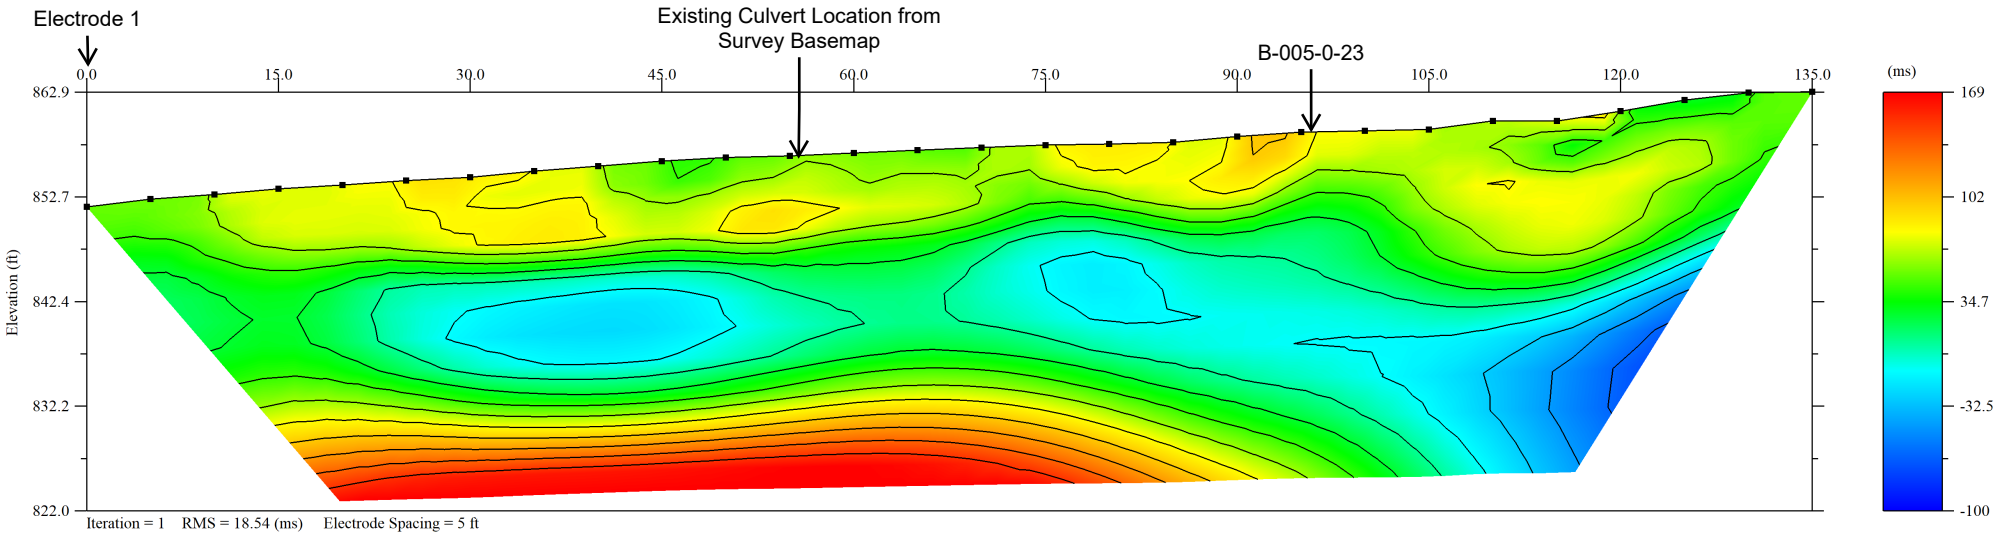 Electrode 1
Existing Culvert Location from
Survey Basemap
B-005-0-23
0.0 15.0 30.0 45.0 60.0 75.0 90.0 105.0 120.0 135.0
(ms)
862.9
852.7
842.4
832.2
822.0
Elevation (ft)
169
102
34.7
-32.5
-100
Iteration = 1 RMS = 18.54 (ms) Electrode Spacing = 5 ft